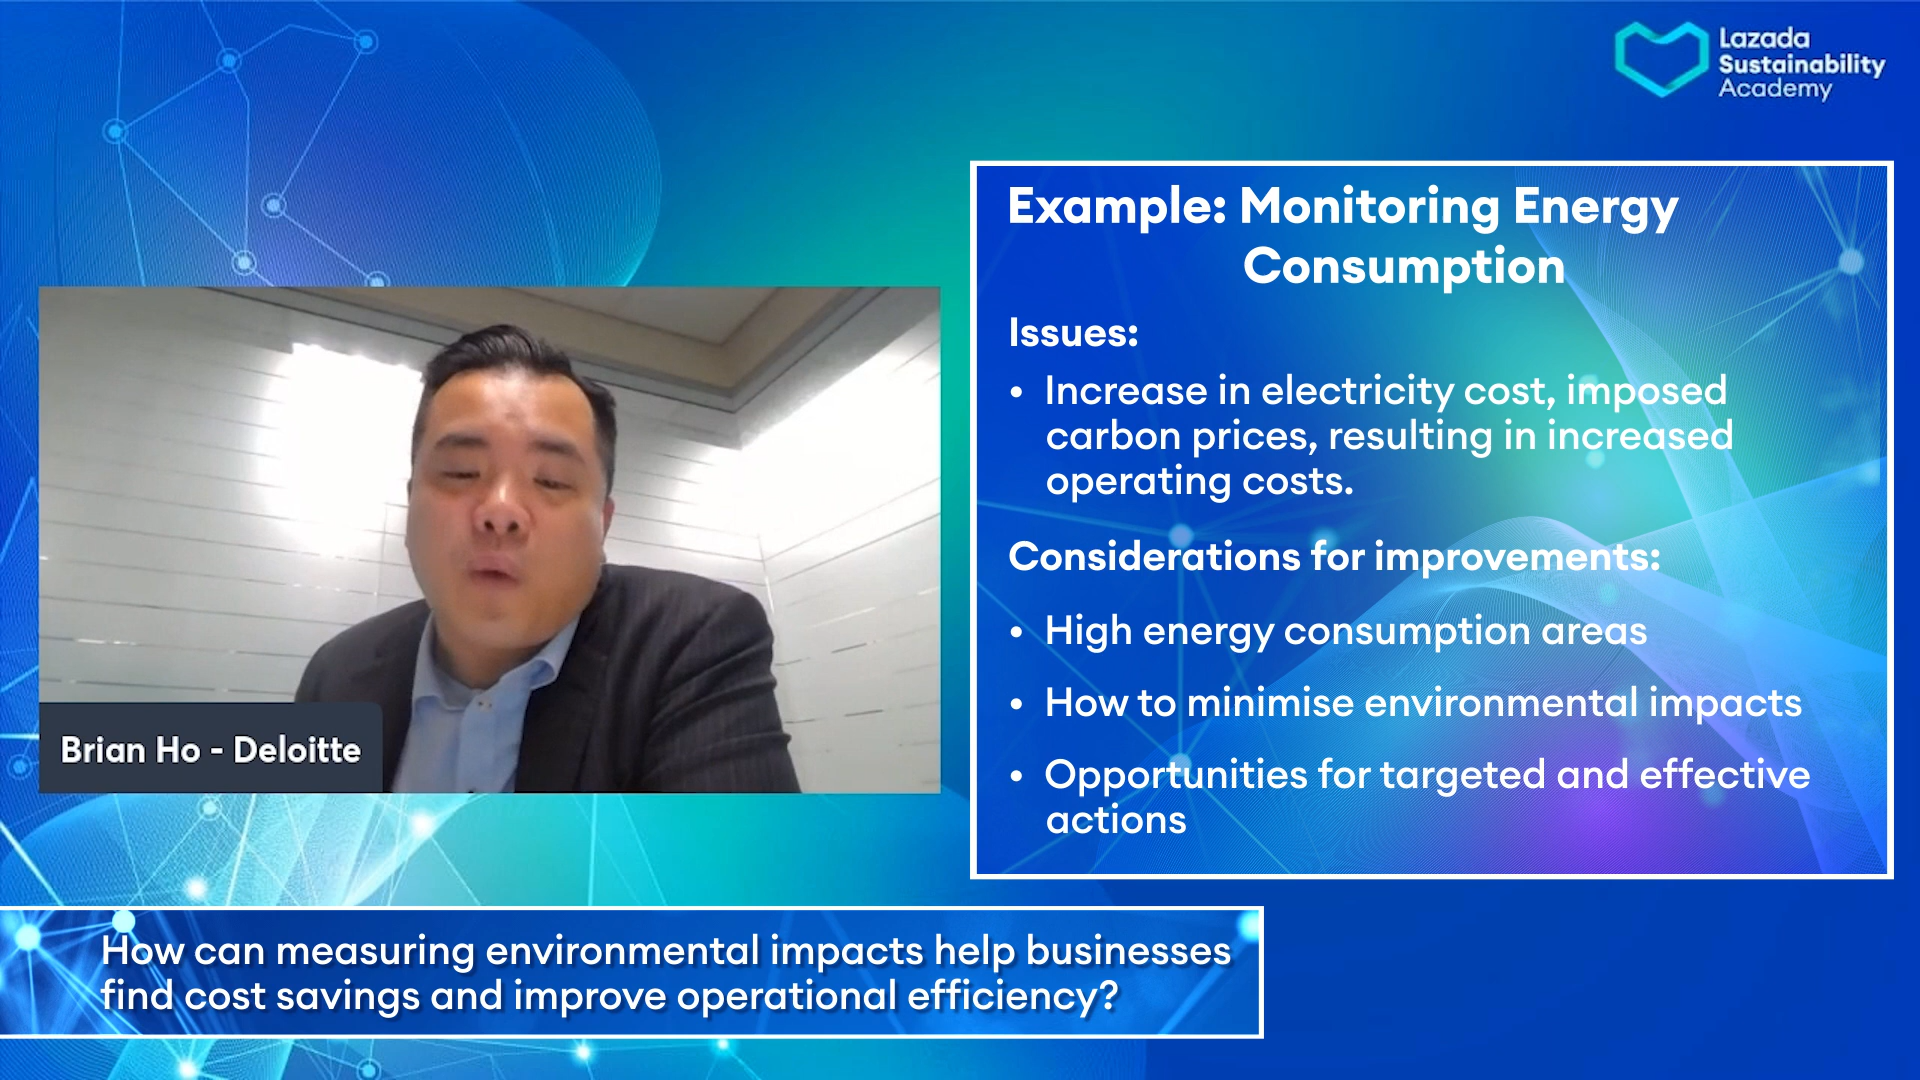 Lazada
Sustainability
Academy
Example: Monitoring Energy
Consumption
Issues:
• Increase in electricity cost, imposed
carbon prices, resulting in increased
operating costs.
Considerations for improvements:
• High energy consumption areas
• How to minimise environmental impacts
• Opportunities for targeted and effective
actions
Brian Ho - Deloitte
How can measuring environmental impacts help businesses
find cost savings and improve operational efficiency?